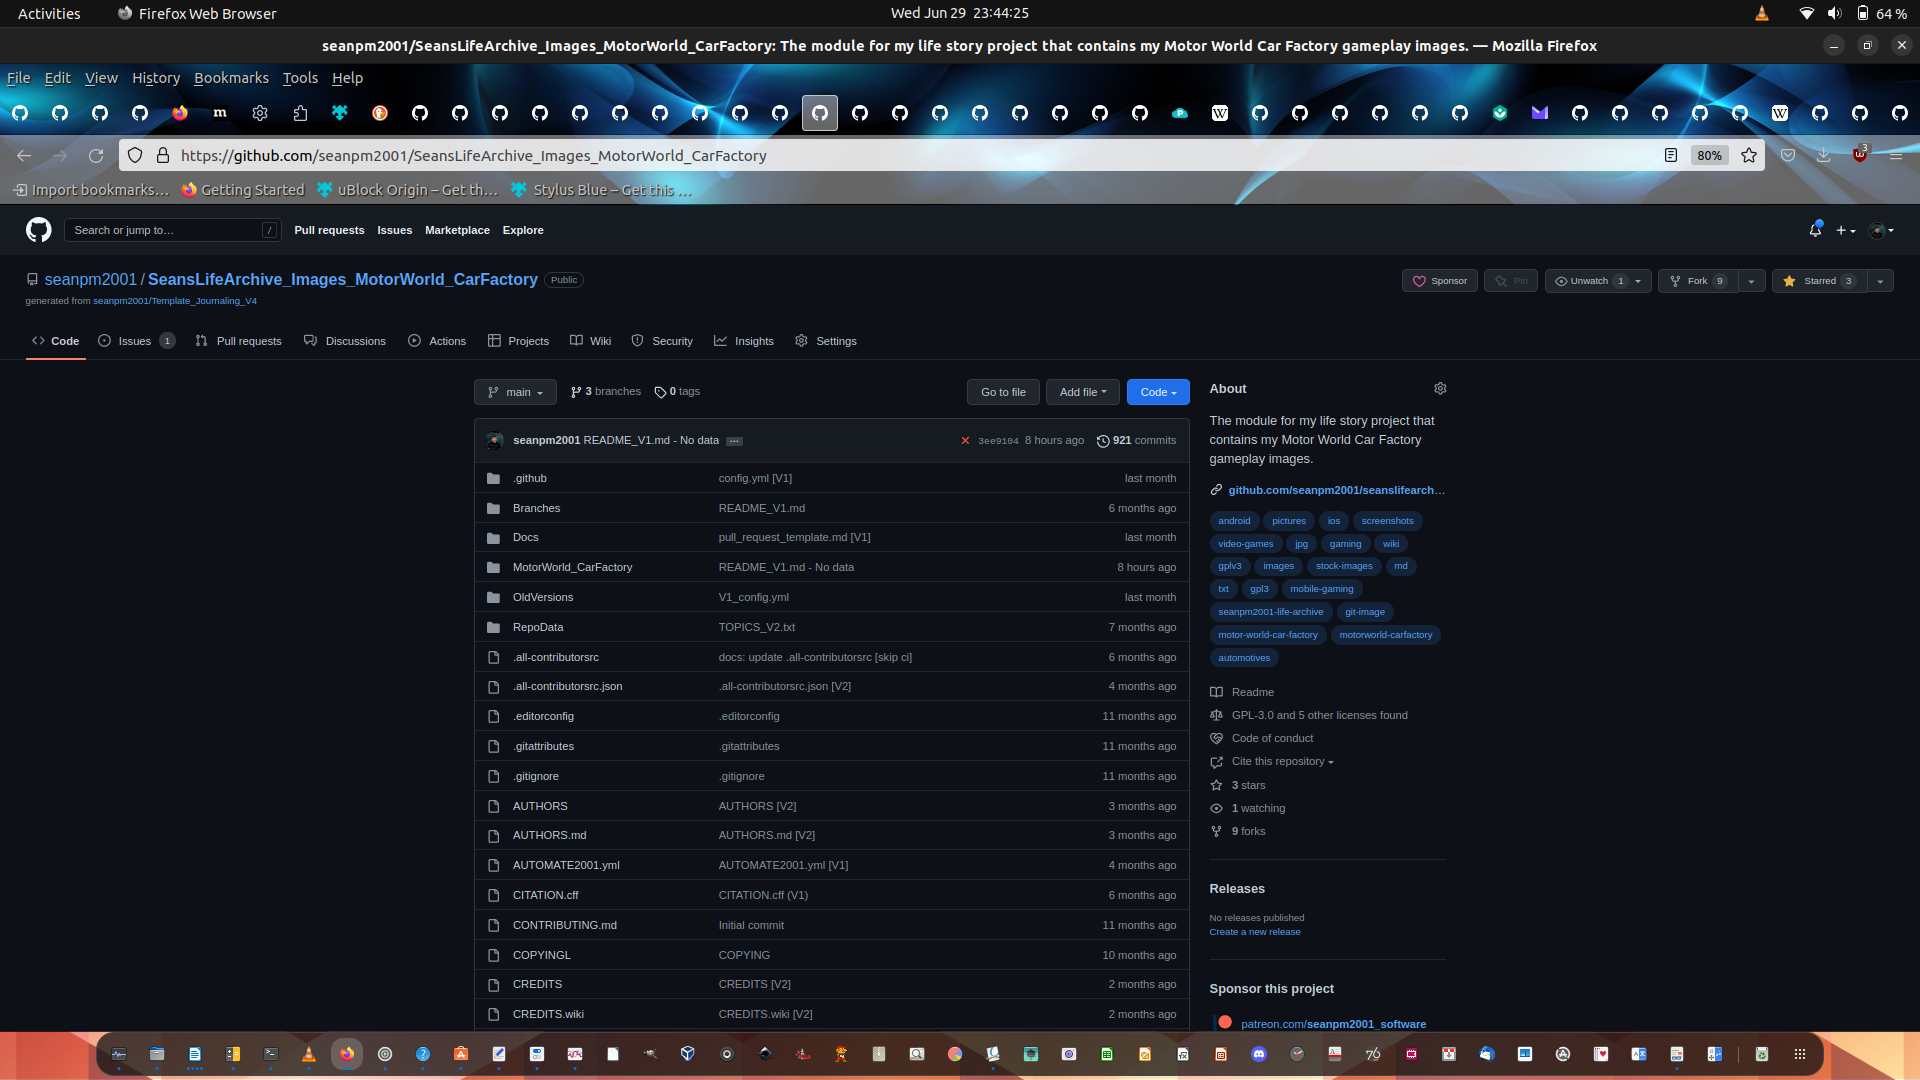 Activities Firefox Web Browser Wed Jun 29 23:44:25 64 %
seanpm2001/SeansLifeArchive_Images_MotorWorld_CarFactory: The module for my life story project that contains my Motor World Car Factory gameplay images. — Mozilla Firefox
File Edit View History Bookmarks Tools Help
https://github.com/seanpm2001/SeansLifeArchive_Images_MotorWorld_CarFactory 80% 3
Import bookmarks… Getting Started uBlock Origin – Get th… Stylus Blue – Get this …
Search or jump to… / Pull requests Issues Marketplace Explore
seanpm2001 / SeansLifeArchive_Images_MotorWorld_CarFactory Public Sponsor Pin Unwatch 1 Fork 9 Starred 3
generated from seanpm2001/Template_Journaling_V4
Code Issues 1 Pull requests Discussions Actions Projects Wiki Security Insights Settings
main 3 branches 0 tags Go to file Add file Code
seanpm2001 README_V1.md - No data ... 3ee9104 8 hours ago 921 commits
.github config.yml [V1] last month
Branches README_V1.md 6 months ago
Docs pull_request_template.md [V1] last month
MotorWorld_CarFactory README_V1.md - No data 8 hours ago
OldVersions V1_config.yml last month
RepoData TOPICS_V2.txt 7 months ago
.all-contributorsrc docs: update .all-contributorsrc [skip ci] 6 months ago
.all-contributorsrc.json .all-contributorsrc.json [V2] 4 months ago
.editorconfig .editorconfig 11 months ago
.gitattributes .gitattributes 11 months ago
.gitignore .gitignore 11 months ago
AUTHORS AUTHORS [V2] 3 months ago
AUTHORS.md AUTHORS.md [V2] 3 months ago
AUTOMATE2001.yml AUTOMATE2001.yml [V1] 4 months ago
CITATION.cff CITATION.cff (V1) 6 months ago
CONTRIBUTING.md Initial commit 11 months ago
COPYINGL COPYING 10 months ago
CREDITS CREDITS [V2] 2 months ago
CREDITS.wiki CREDITS.wiki [V2] 2 months ago
About
The module for my life story project that
contains my Motor World Car Factory
gameplay images.
github.com/seanpm2001/seanslifearch…
android pictures ios screenshots
video-games jpg gaming wiki
gplv3 images stock-images md
txt gpl3 mobile-gaming
seanpm2001-life-archive git-image
motor-world-car-factory motorworld-carfactory
automotives
Readme
GPL-3.0 and 5 other licenses found
Code of conduct
Cite this repository
3 stars
1 watching
9 forks
Releases
No releases published
Create a new release
Sponsor this project
patreon.com/seanpm2001_software